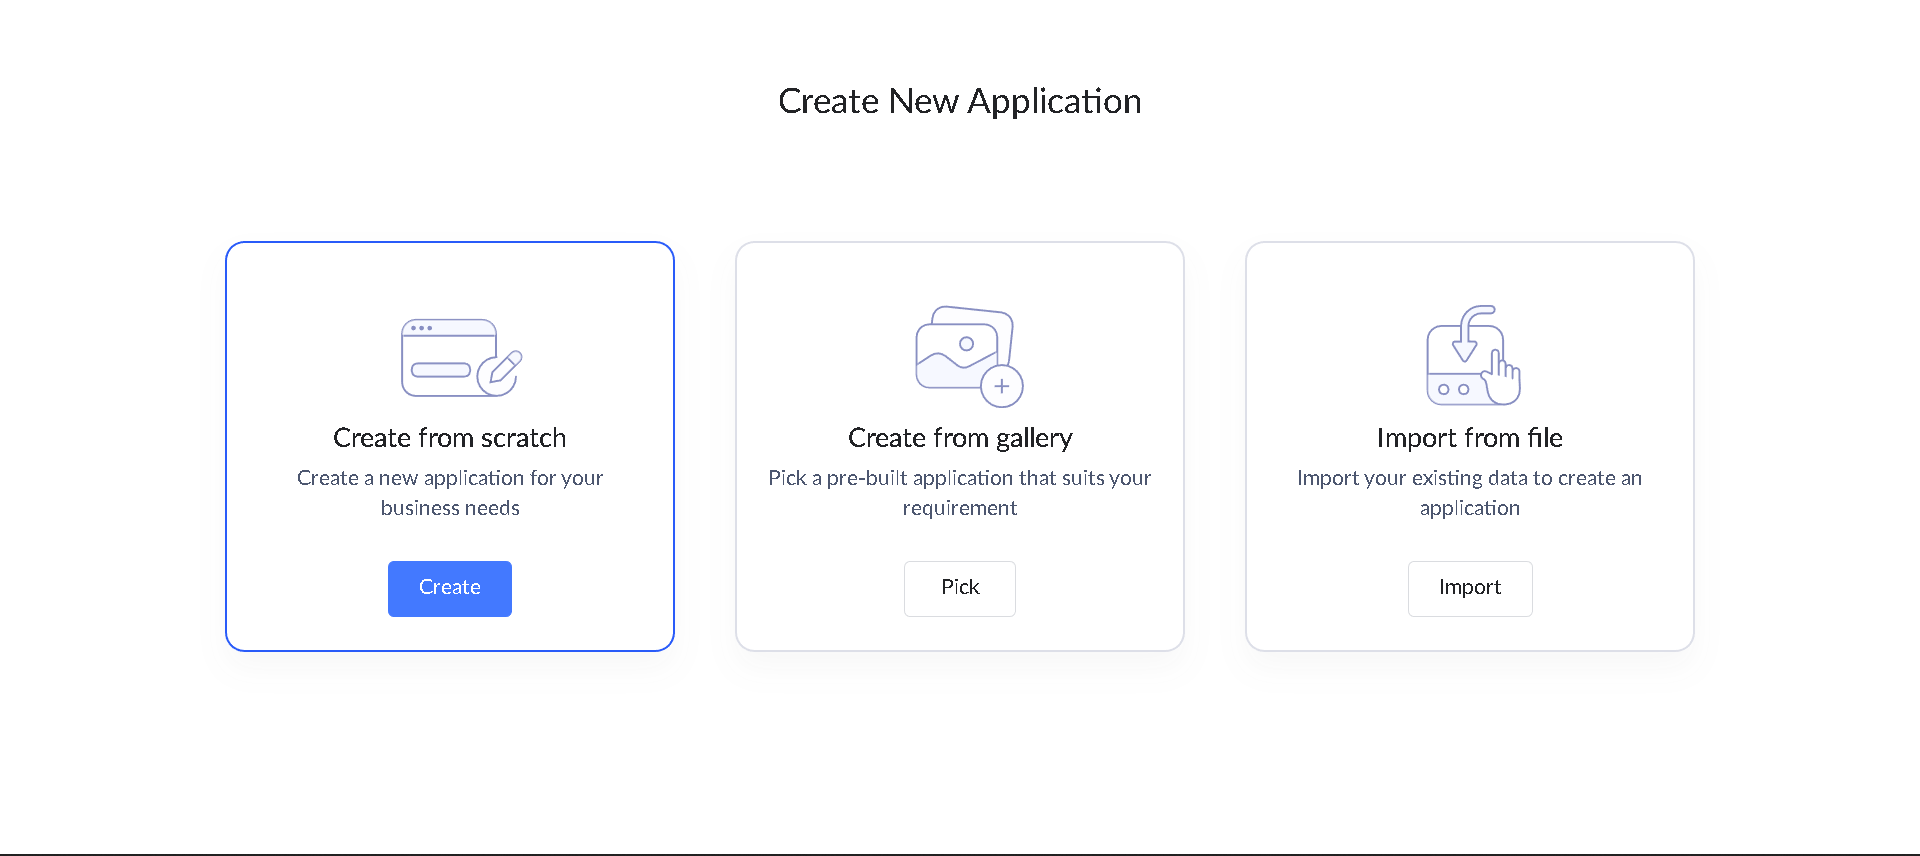 Create New Application
Create from scratch
Create a new application for your
business needs
Create
Create from gallery
Pick a pre-built application that suits your
requirement
Pick
Import from file
Import your existing data to create an
application
Import